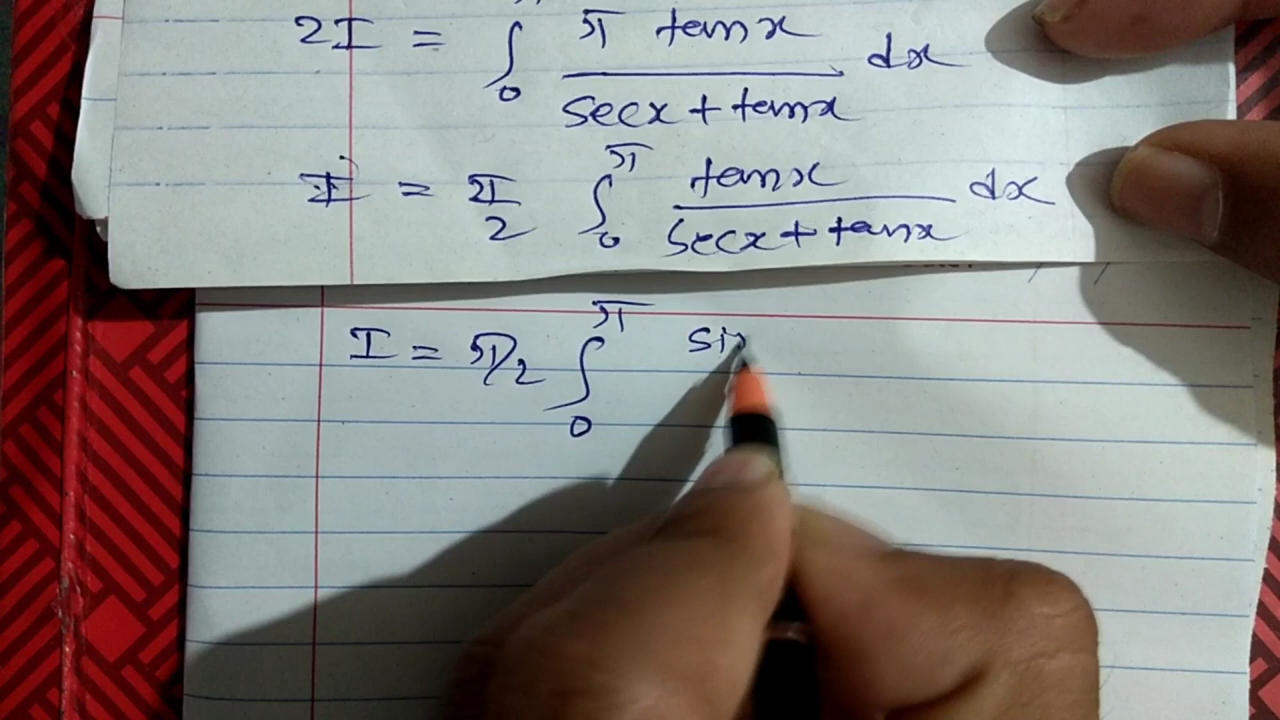 2I = ∫₀^π π tanx / secx + tanx dx
I = π/2 ∫₀^π tanx / secx + tanx dx
I = π/2 ∫₀^π sin